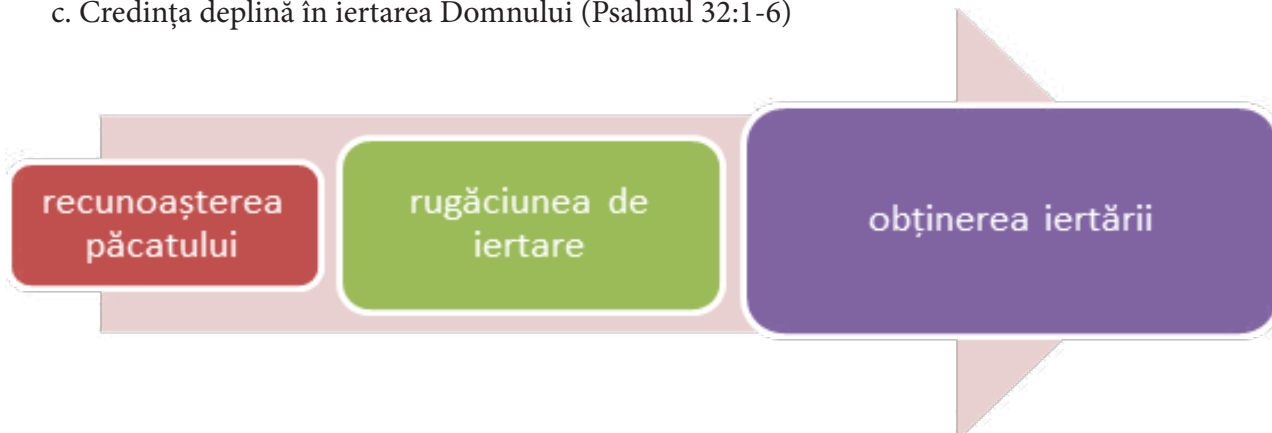 c. Credința deplină în iertarea Domnului (Psalmul 32:1-6)
recunoașterea
păcatului
rugăciunea de
iertare
obținerea iertării